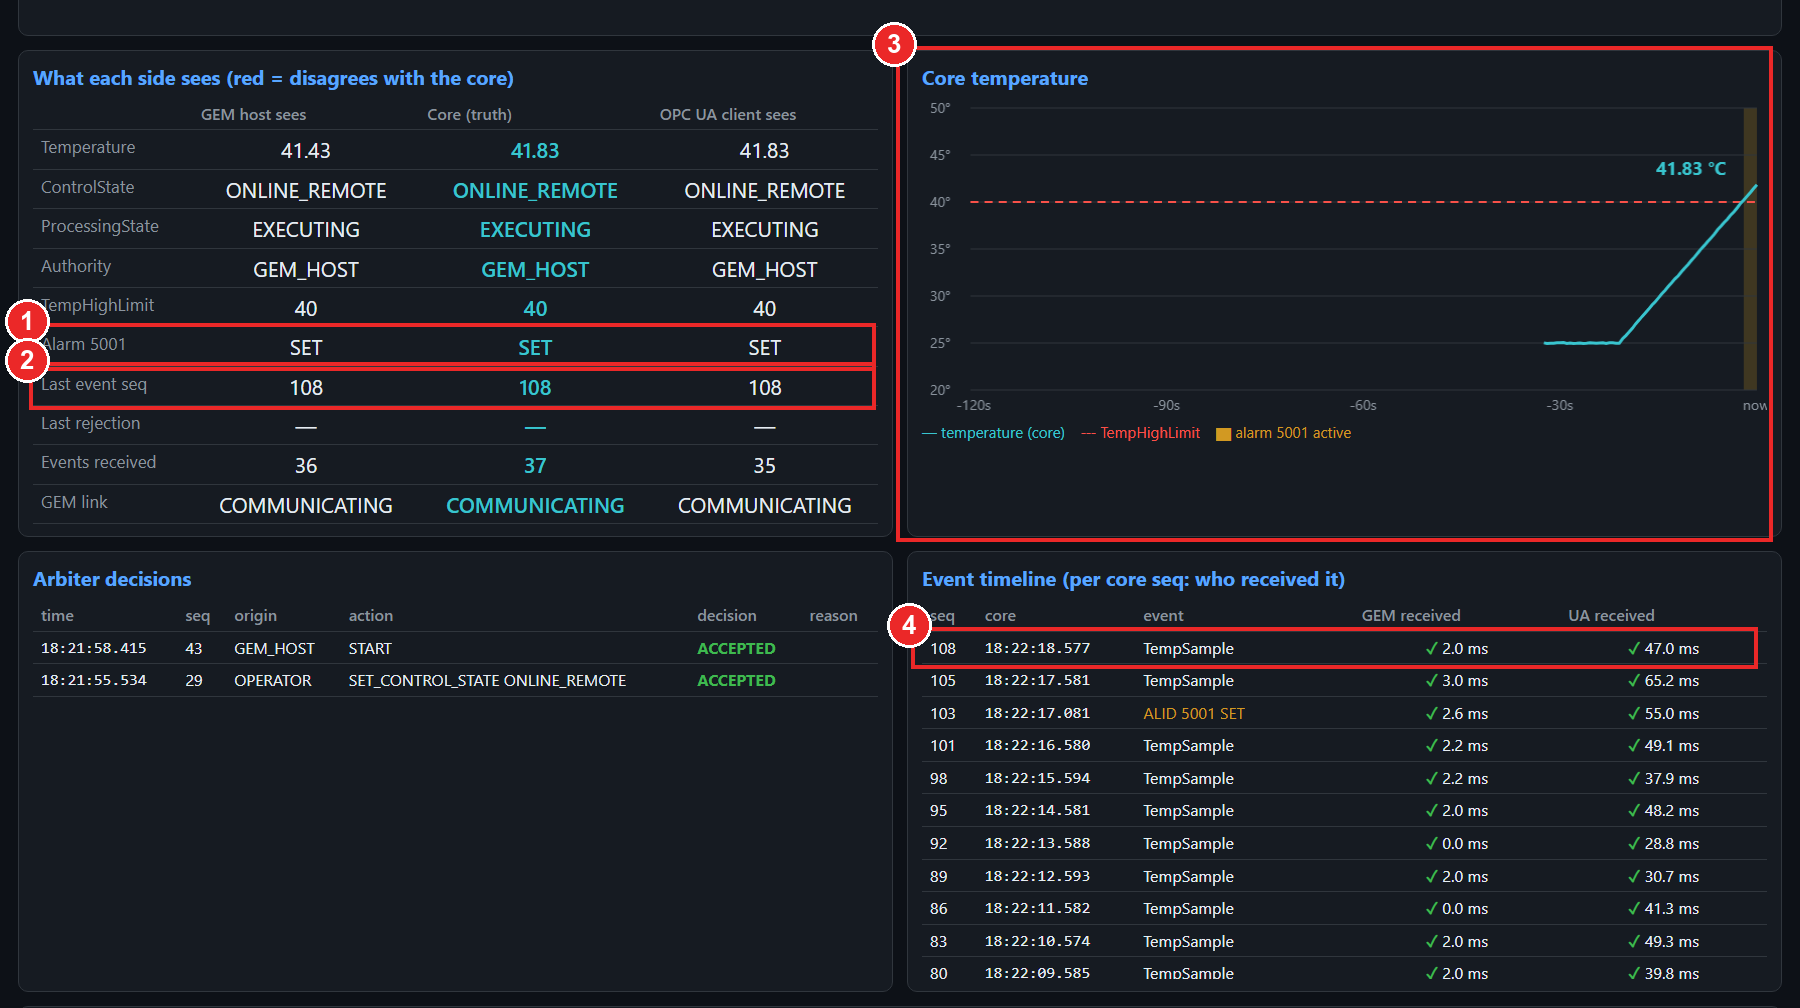 What each side sees (red = disagrees with the core)
GEM host sees Core (truth) OPC UA client sees
Temperature 41.43 41.83 41.83
ControlState ONLINE_REMOTE ONLINE_REMOTE ONLINE_REMOTE
ProcessingState EXECUTING EXECUTING EXECUTING
Authority GEM_HOST GEM_HOST GEM_HOST
TempHighLimit 40 40 40
1
Alarm 5001 SET SET SET
2
Last event seq 108 108 108
Last rejection — — —
Events received 36 37 35
GEM link COMMUNICATING COMMUNICATING COMMUNICATING
3
Core temperature
50°
45°
41.83 °C
40°
35°
30°
25°
20°
-120s -90s -60s -30s now
— temperature (core) --- TempHighLimit alarm 5001 active
Arbiter decisions
time seq origin action decision reason
18:21:58.415 43 GEM_HOST START ACCEPTED
18:21:55.534 29 OPERATOR SET_CONTROL_STATE ONLINE_REMOTE ACCEPTED
Event timeline (per core seq: who received it)
seq core event GEM received UA received
4
108 18:22:18.577 TempSample ✓ 2.0 ms ✓ 47.0 ms
105 18:22:17.581 TempSample ✓ 3.0 ms ✓ 65.2 ms
103 18:22:17.081 ALID 5001 SET ✓ 2.6 ms ✓ 55.0 ms
101 18:22:16.580 TempSample ✓ 2.2 ms ✓ 49.1 ms
98 18:22:15.594 TempSample ✓ 2.2 ms ✓ 37.9 ms
95 18:22:14.581 TempSample ✓ 2.0 ms ✓ 48.2 ms
92 18:22:13.588 TempSample ✓ 0.0 ms ✓ 28.8 ms
89 18:22:12.593 TempSample ✓ 2.0 ms ✓ 30.7 ms
86 18:22:11.582 TempSample ✓ 0.0 ms ✓ 41.3 ms
83 18:22:10.574 TempSample ✓ 2.0 ms ✓ 49.3 ms
80 18:22:09.585 TempSample ✓ 2.0 ms ✓ 39.8 ms